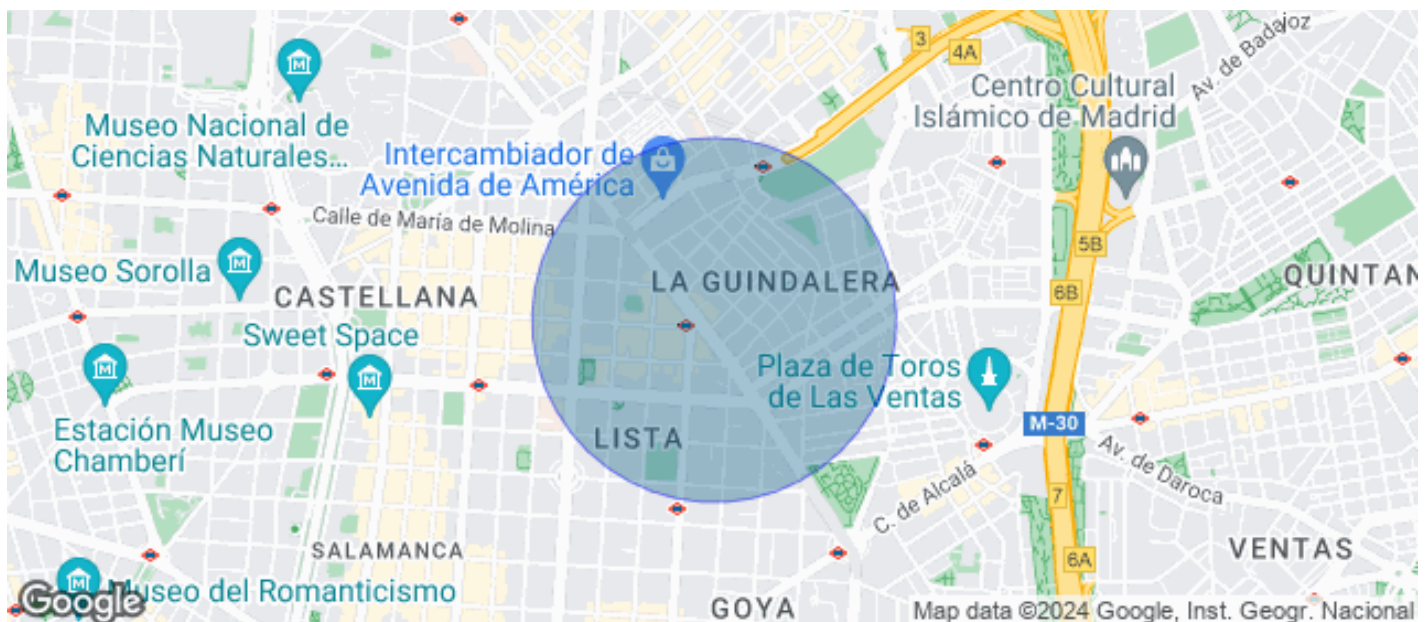 3
4A
Av. de Badajoz
Centro Cultural
Islámico de Madrid
Museo Nacional de
Ciencias Naturales...
Intercambiador de
Avenida de América
Calle de María de Molina
5B
Museo Sorolla
CASTELLANA
LA GUINDALERA
6B
QUINTAN
Sweet Space
Plaza de Toros
de Las Ventas
Estación Museo
Chamberí
LISTA
M-30
Av. de Daroca
C. de Alcalá
7
SALAMANCA
6A
VENTAS
Museo del Romanticismo
Google
GOYA
Map data ©2024 Google, Inst. Geogr. Nacional